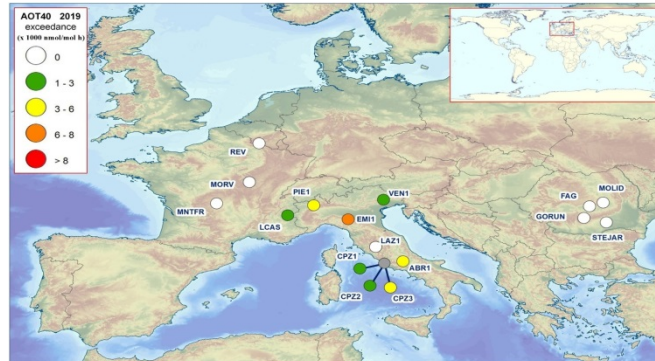 AOT40 2019
exceedance
(x 1000 nmol/mol h)
0
1 - 3
3 - 6
6 - 8
> 8
REV
MORV
MNTFR
PIE1
VEN1
LCAS
EMI1
LAZ1
CPZ1
ABR1
CPZ2
CPZ3
FAG
MOLID
GORUN
STEJAR